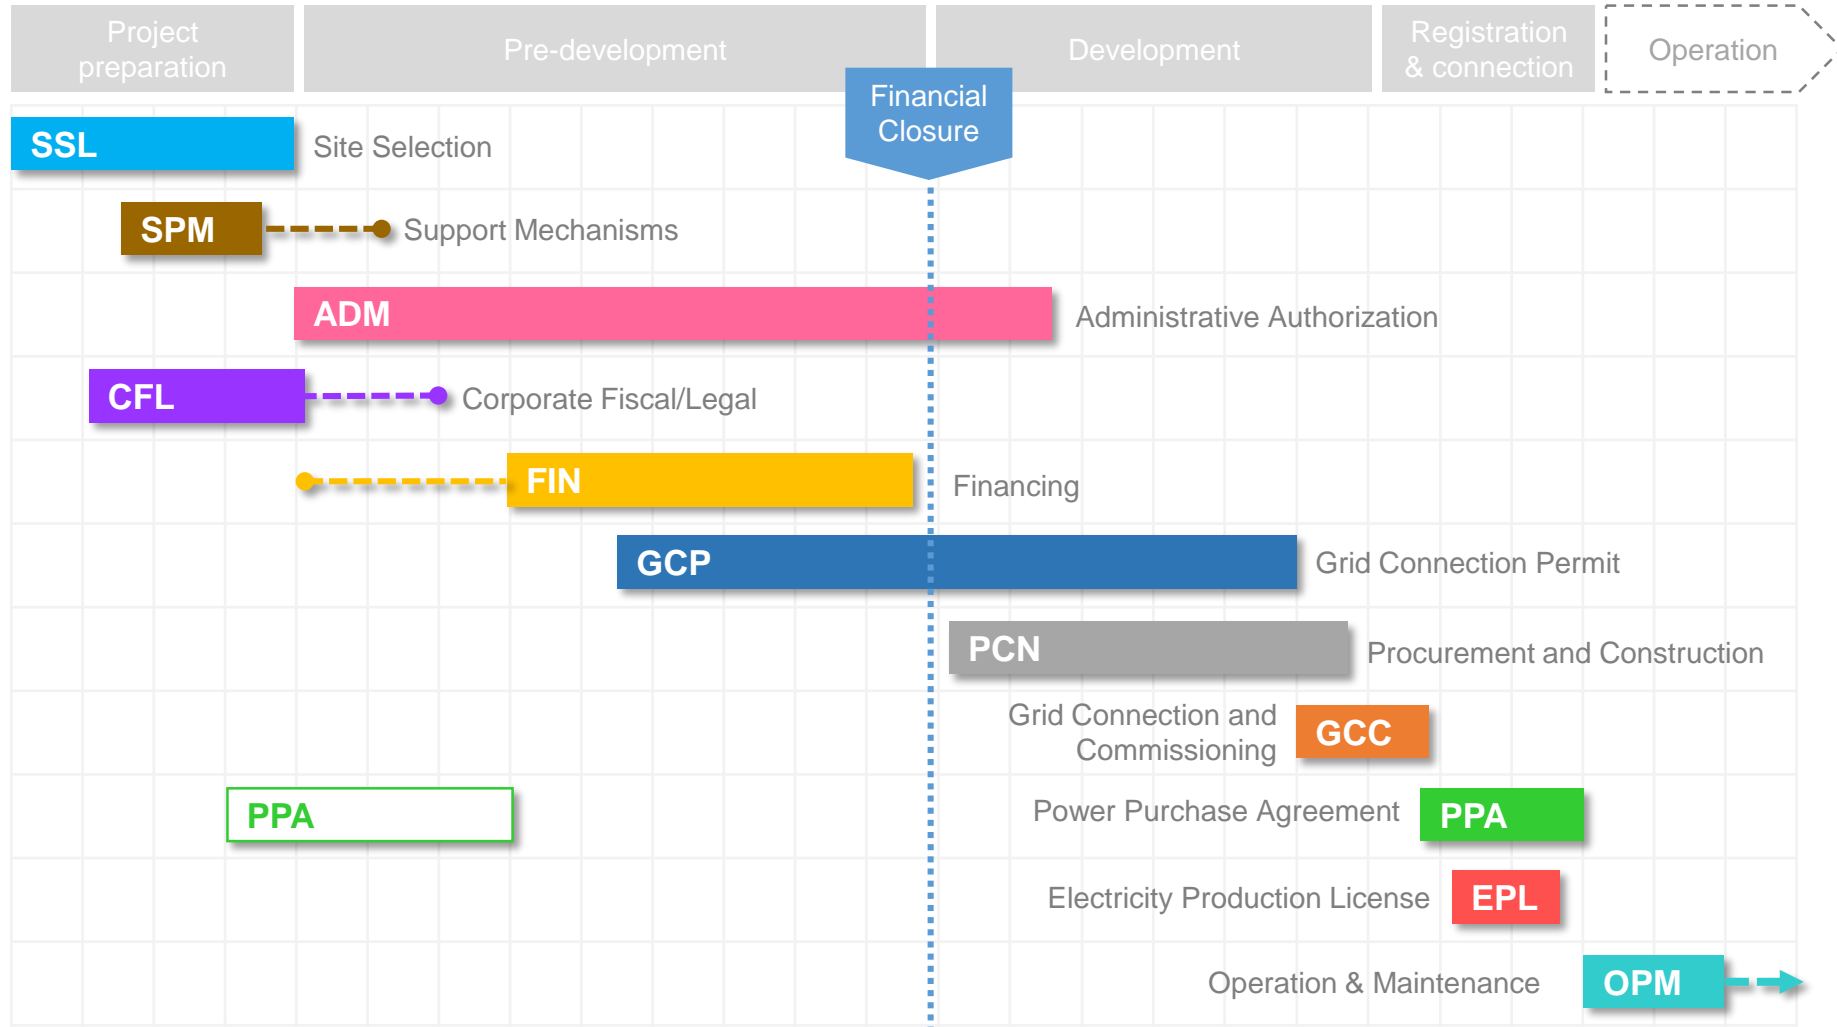 Project
preparation
Pre-development
Development
Registration
& connection
Operation
Financial
Closure
SSL
Site Selection
SPM
Support Mechanisms
ADM
Administrative Authorization
CFL
Corporate Fiscal/Legal
FIN
Financing
GCP
Grid Connection Permit
PCN
Procurement and Construction
Grid Connection and
Commissioning
GCC
PPA
Power Purchase Agreement
PPA
Electricity Production License
EPL
Operation & Maintenance
OPM